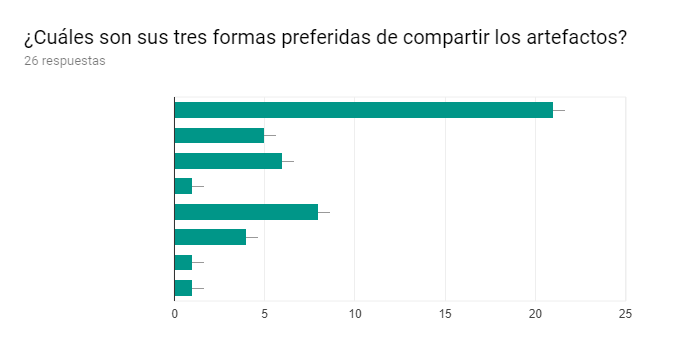 ¿Cuáles son sus tres formas preferidas de compartir los artefactos?
26 respuestas
0 5 10 15 20 25